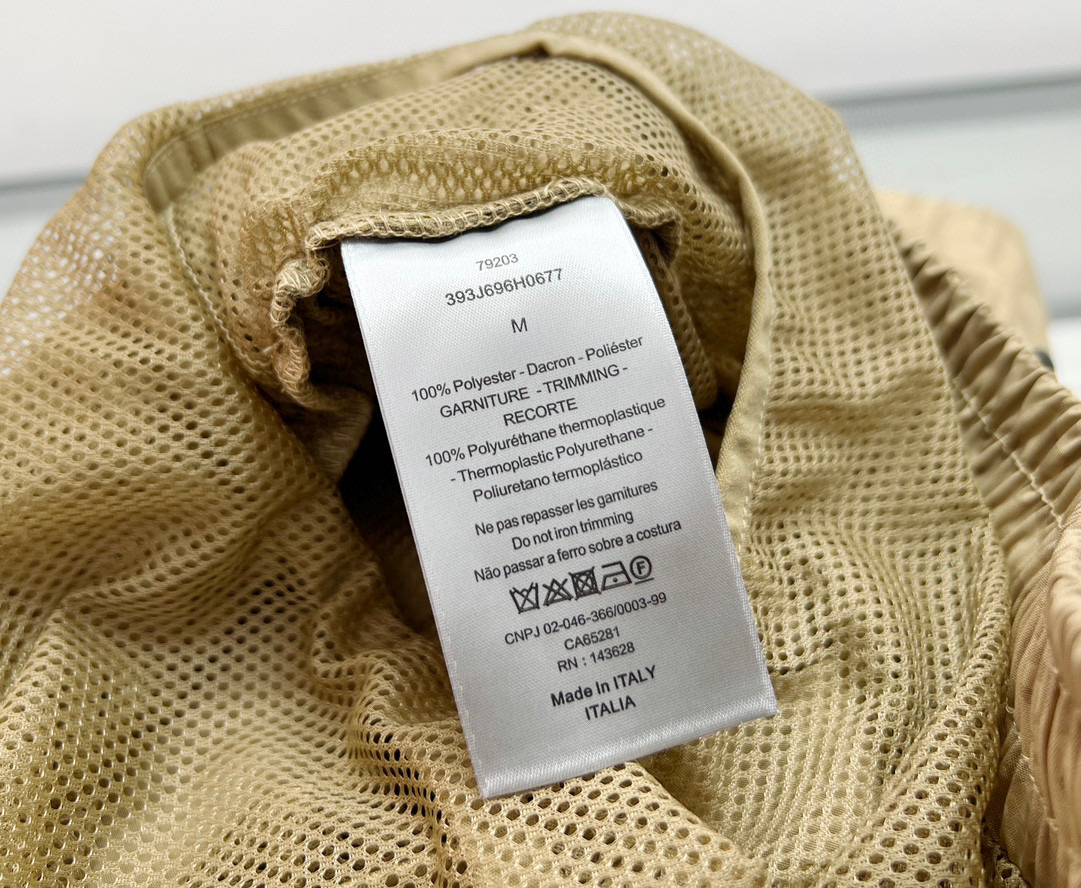 79203
393J696H0677
M
100% Polyester - Dacron - Poliéster
GARNITURE - TRIMMING -
RECORTE
100% Polyuréthane thermoplastique
- Thermoplastic Polyurethane -
Poliuretano termoplástico
Ne pas repasser les garnitures
Do not iron trimming
Não passar a ferro sobre a costura
F
CNPJ 02-046-366/0003-99
CA65281
RN : 143628
Made In ITALY
ITALIA